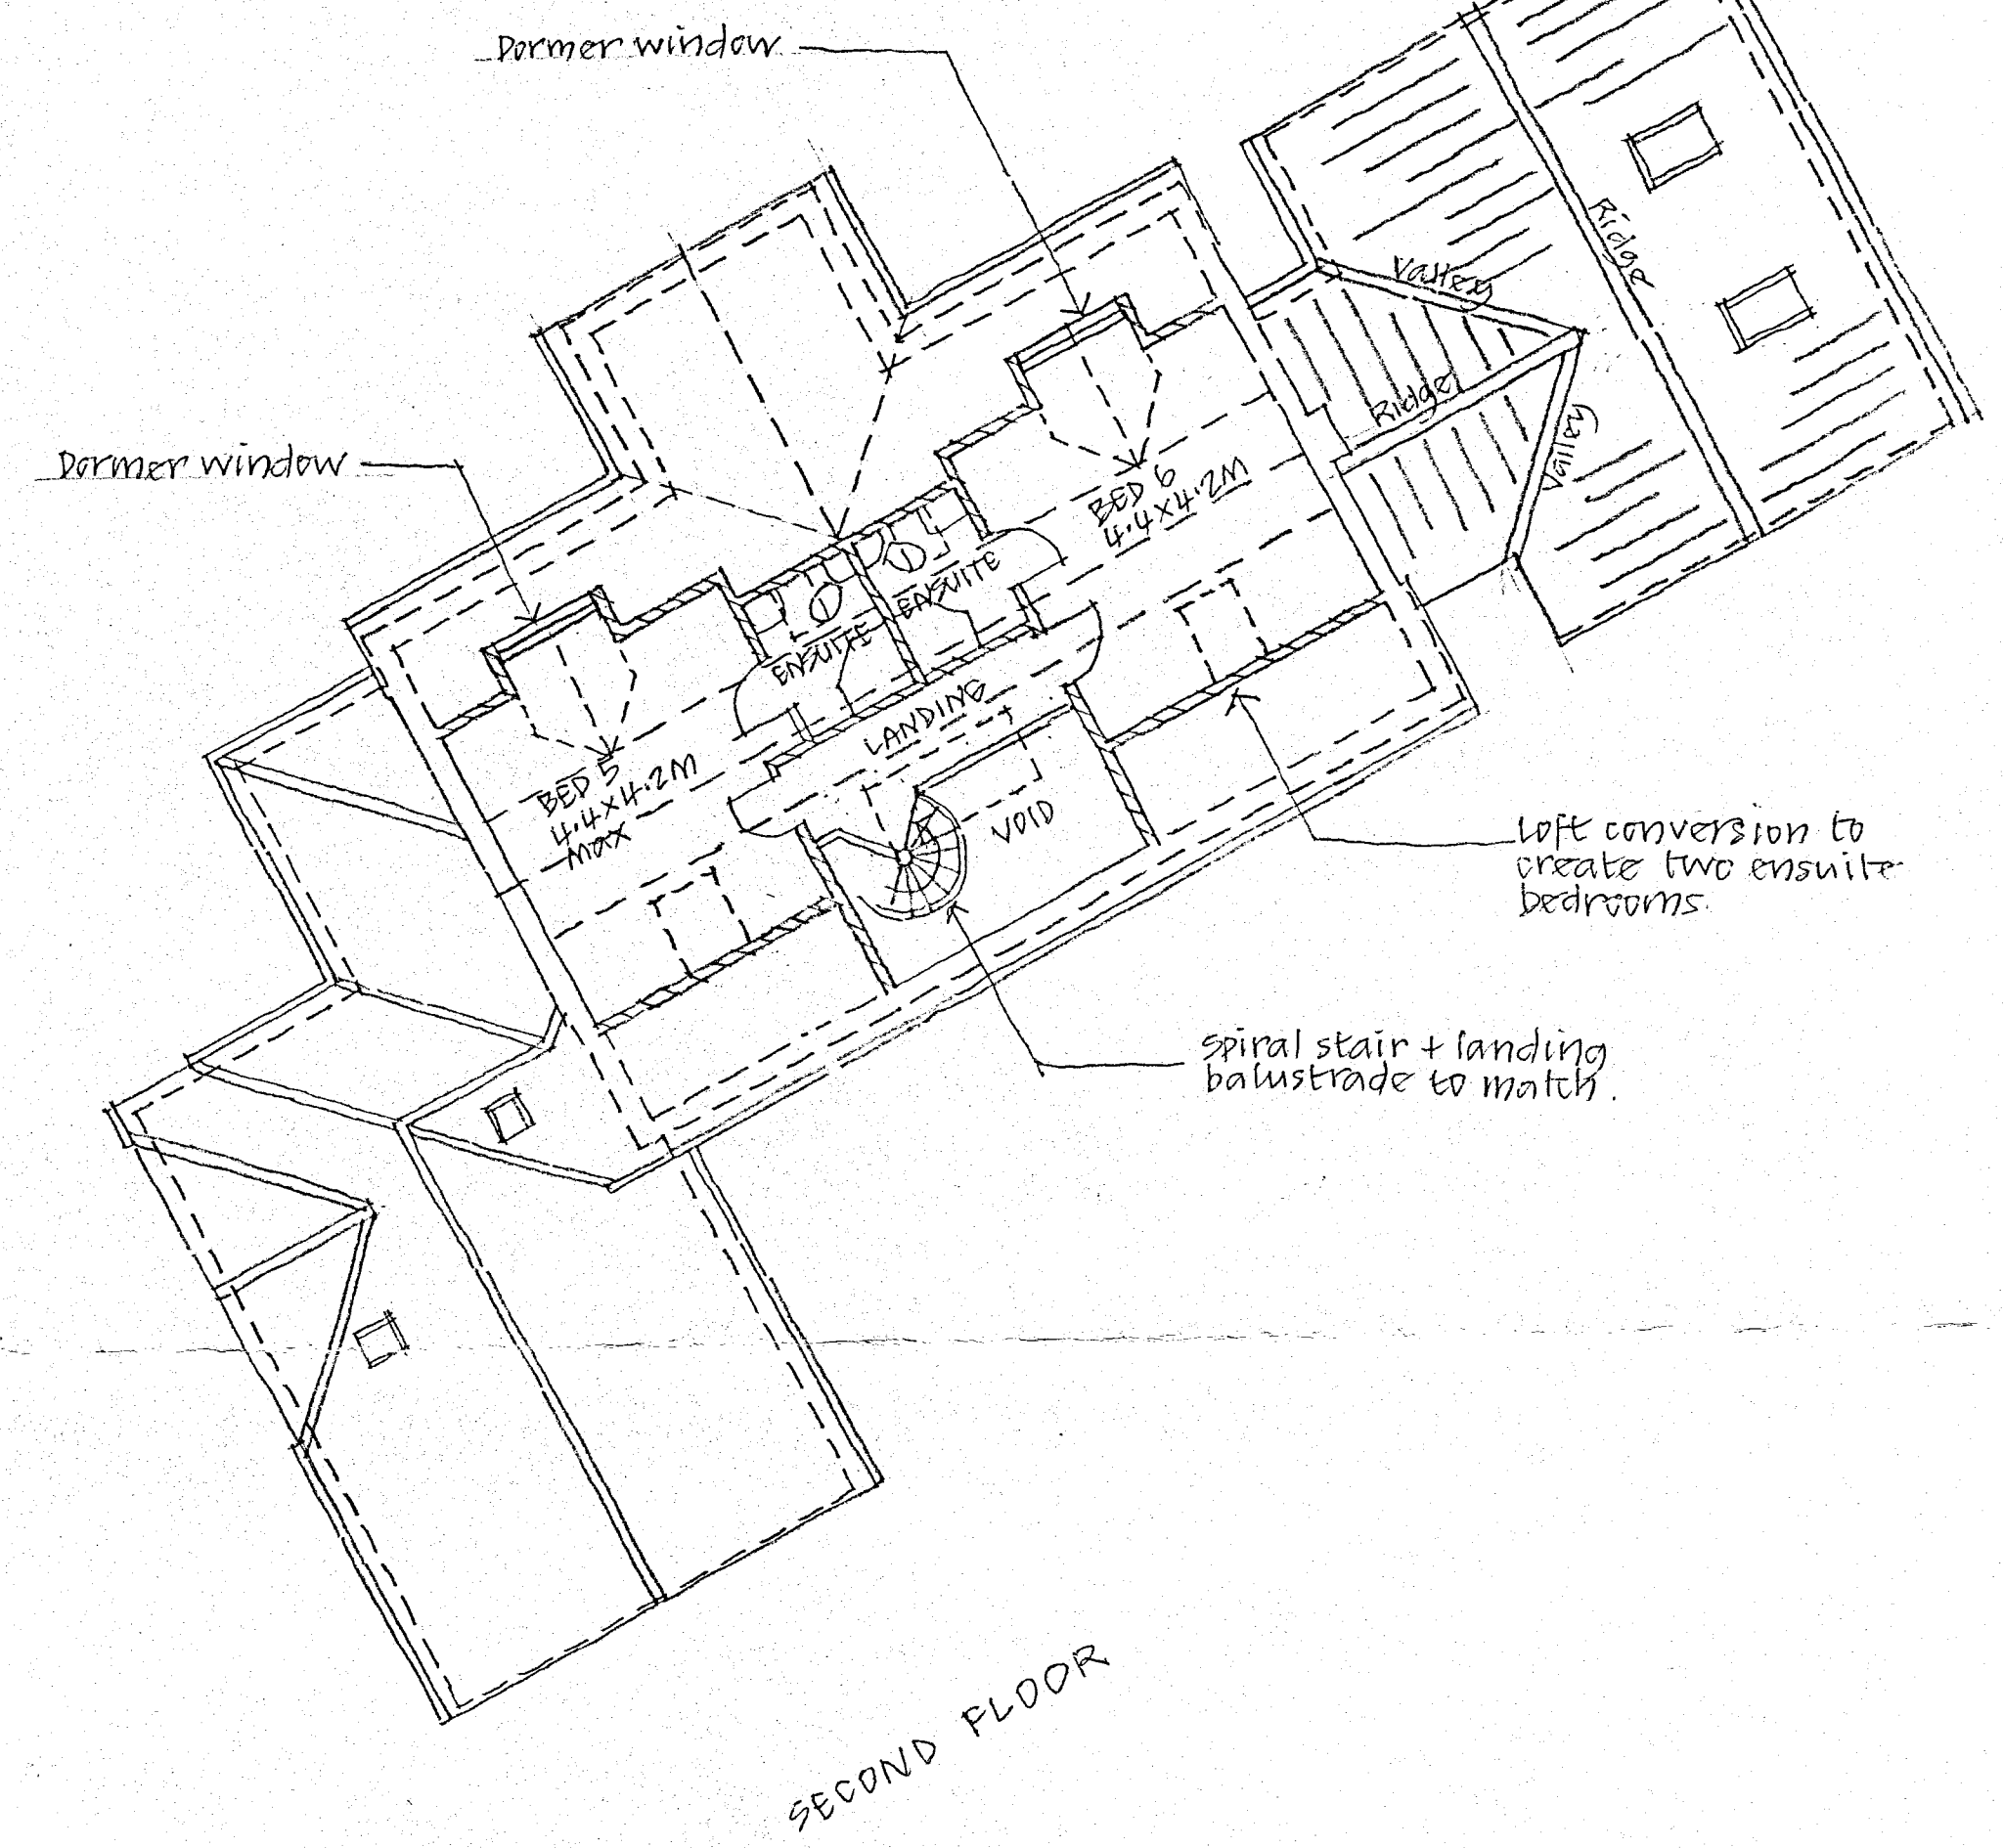 Dormer window
Ridge
Valley
Ridge
Valley
Dormer window
BED 6
4.4x4.2M
ENSUITE
ENSUITE
LANDING
BED 5
4.4x4.2M
MAX
VOID
Loft conversion to
create two ensuite
bedrooms.
Spiral stair + landing
balustrade to match.
SECOND FLOOR